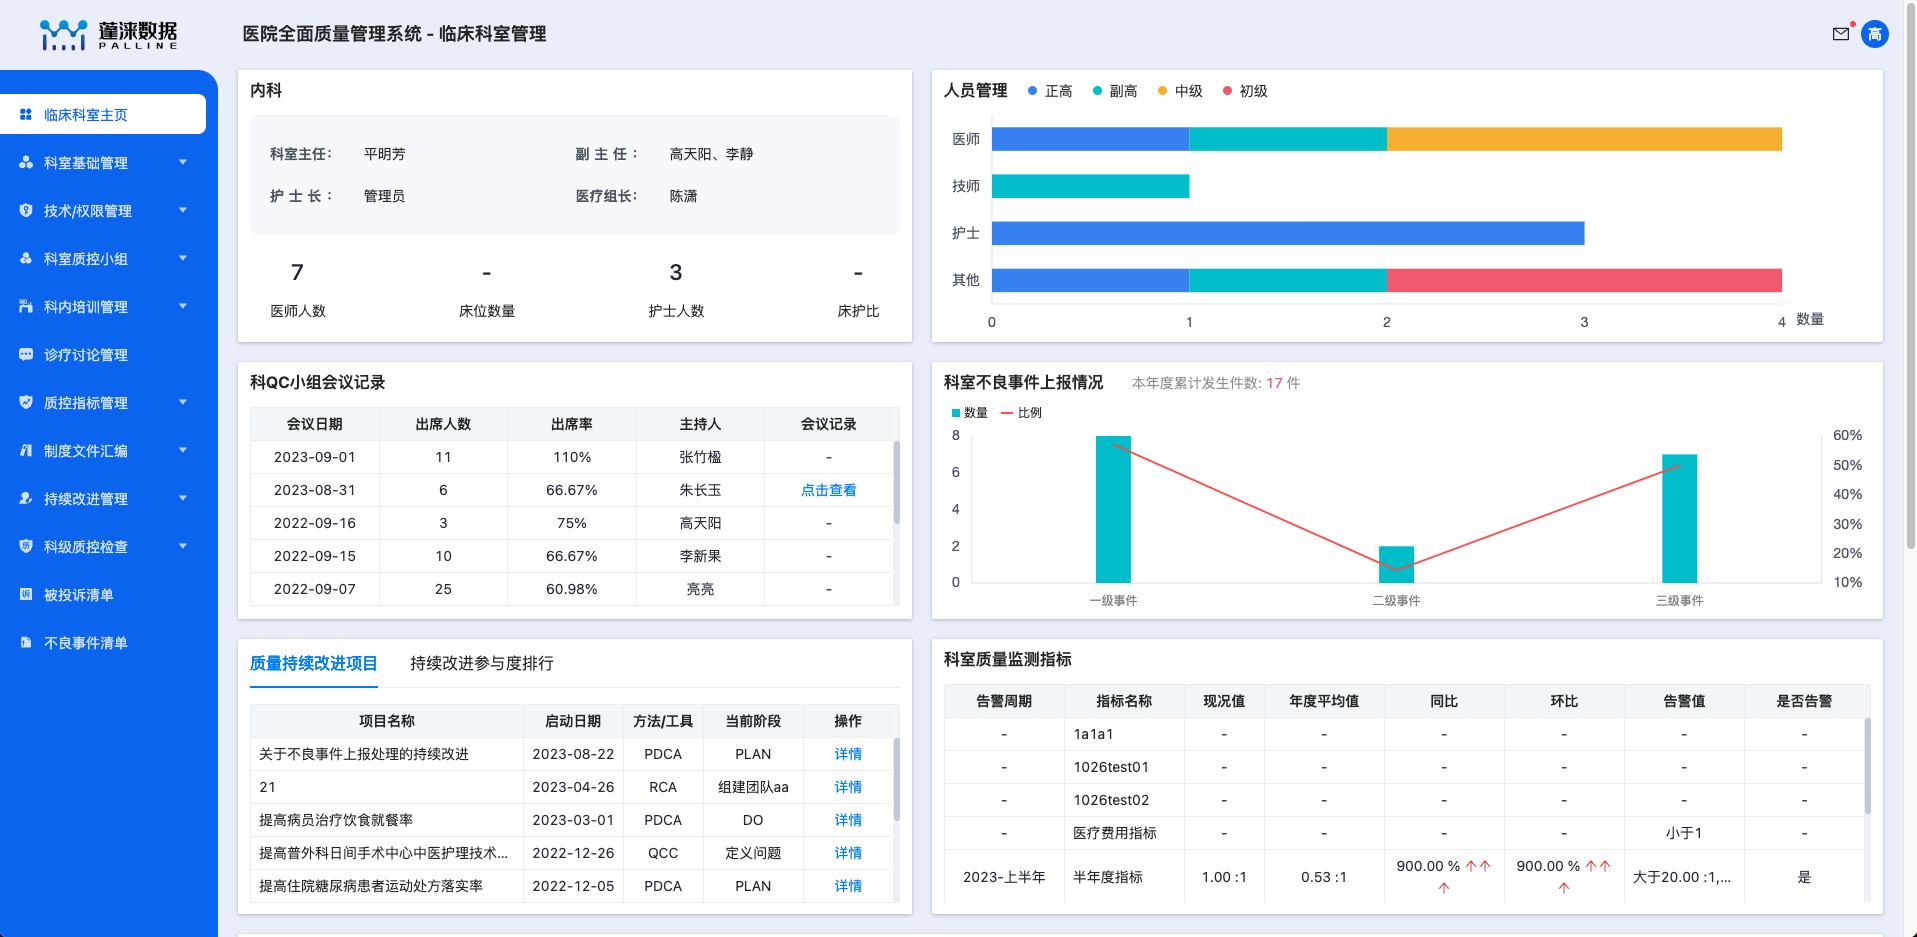 蓬涞数据
PALLINE
医院全面质量管理系统 - 临床科室管理
高
临床科室主页
科室基础管理
技术/权限管理
科室质控小组
科内培训管理
诊疗讨论管理
质控指标管理
制度文件汇编
持续改进管理
科级质控检查
被投诉清单
不良事件清单
内科
科室主任: 平明芳 副 主 任 : 高天阳、李静
护 士 长 : 管理员 医疗组长: 陈潇
7 - 3 -
医师人数 床位数量 护士人数 床护比
人员管理 正高 副高 中级 初级
医师
技师
护士
其他
0 1 2 3 4 数量
科QC小组会议记录
会议日期 出席人数 出席率 主持人 会议记录
2023-09-01 11 110% 张竹楹 -
2023-08-31 6 66.67% 朱长玉 点击查看
2022-09-16 3 75% 高天阳 -
2022-09-15 10 66.67% 李新果 -
2022-09-07 25 60.98% 亮亮 -
科室不良事件上报情况 本年度累计发生件数: 17 件
数量 比例
8 60%
6 50%
40%
4 30%
2 20%
0 10%
一级事件 二级事件 三级事件
质量持续改进项目 持续改进参与度排行
项目名称 启动日期 方法/工具 当前阶段 操作
关于不良事件上报处理的持续改进 2023-08-22 PDCA PLAN 详情
21 2023-04-26 RCA 组建团队aa 详情
提高病员治疗饮食就餐率 2023-03-01 PDCA DO 详情
提高普外科日间手术中心中医护理技术... 2022-12-26 QCC 定义问题 详情
提高住院糖尿病患者运动处方落实率 2022-12-05 PDCA PLAN 详情
科室质量监测指标
告警周期 指标名称 现况值 年度平均值 同比 环比 告警值 是否告警
- 1a1a1 - - - - - -
- 1026test01 - - - - - -
- 1026test02 - - - - - -
- 医疗费用指标 - - - - 小于1 -
2023-上半年 半年度指标 1.00 :1 0.53 :1 900.00 % ↑↑↑ 900.00 % ↑↑↑ 大于20.00 :1,... 是